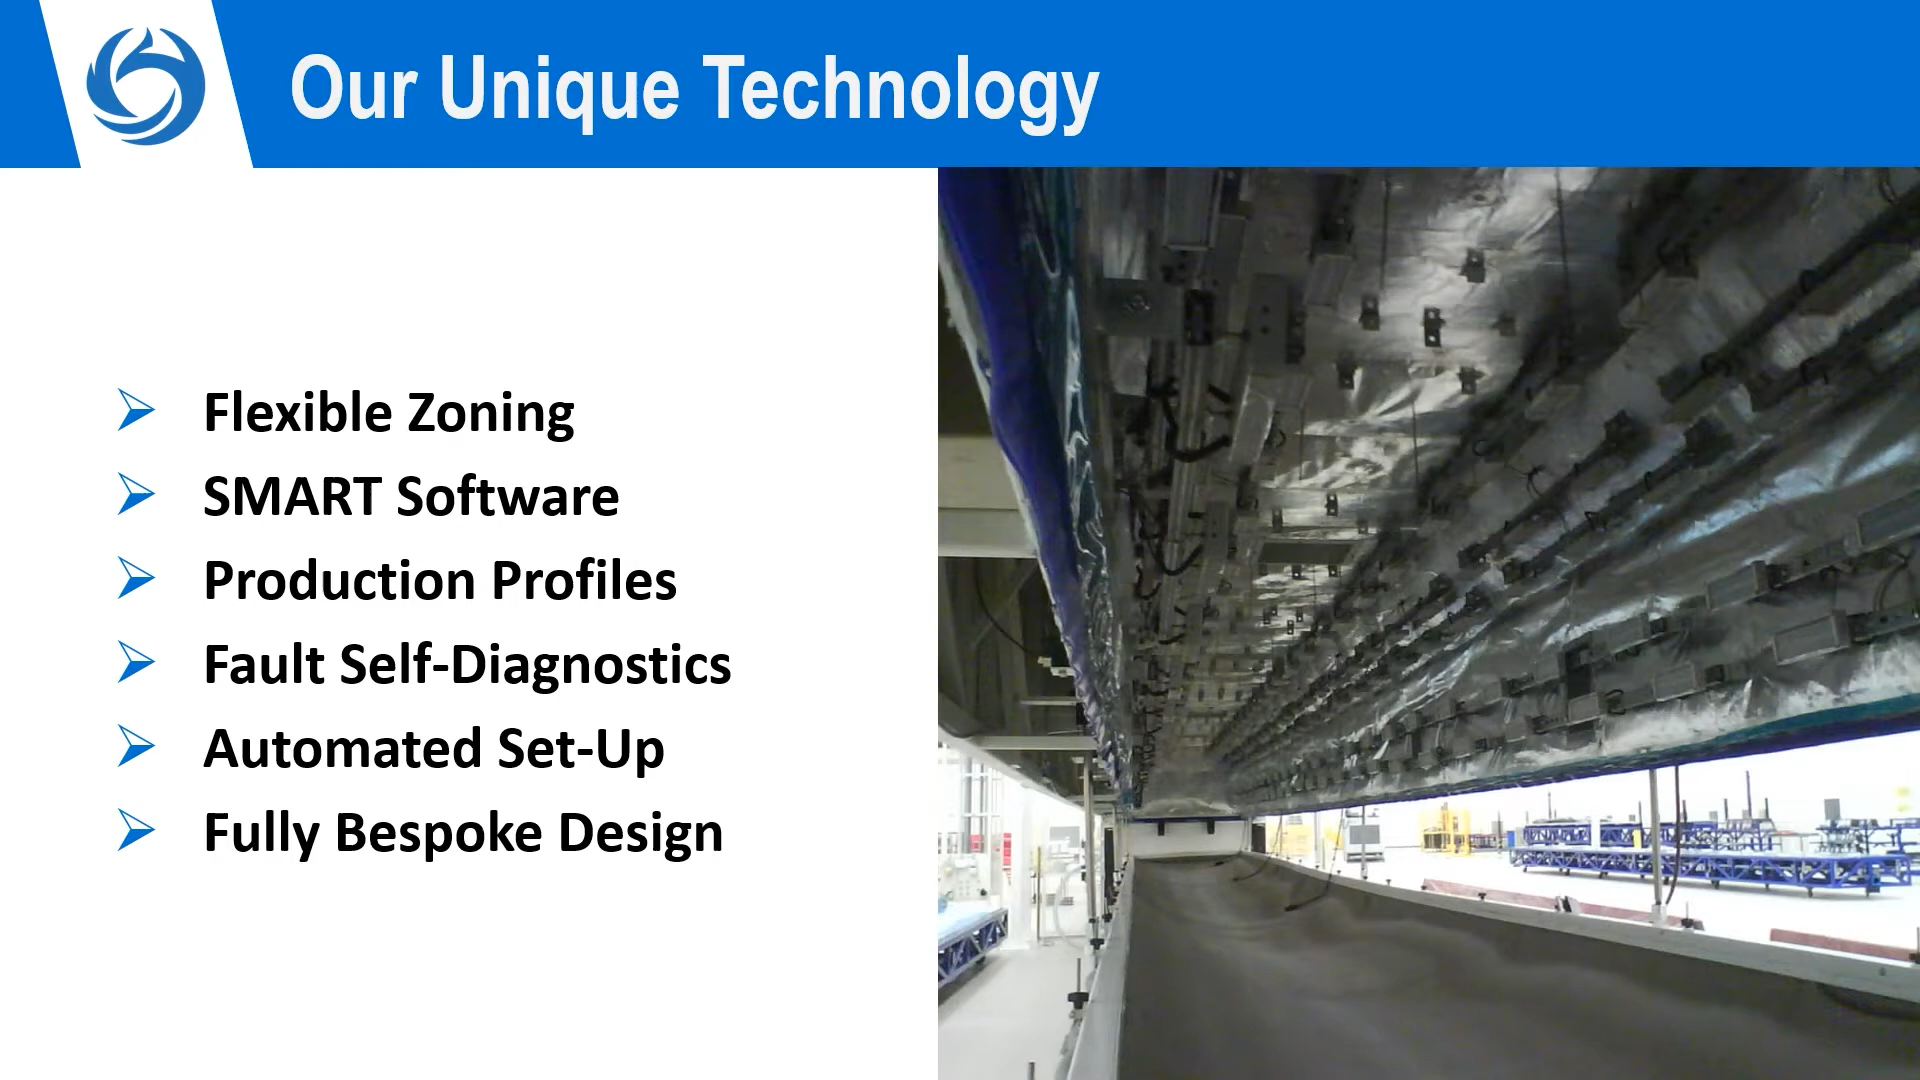 Our Unique Technology
Flexible Zoning
SMART Software
Production Profiles
Fault Self-Diagnostics
Automated Set-Up
Fully Bespoke Design